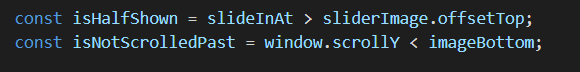 const isHalfShown = slideInAt > sliderImage.offsetTop;
const isNotScrolledPast = window.scrollY < imageBottom;